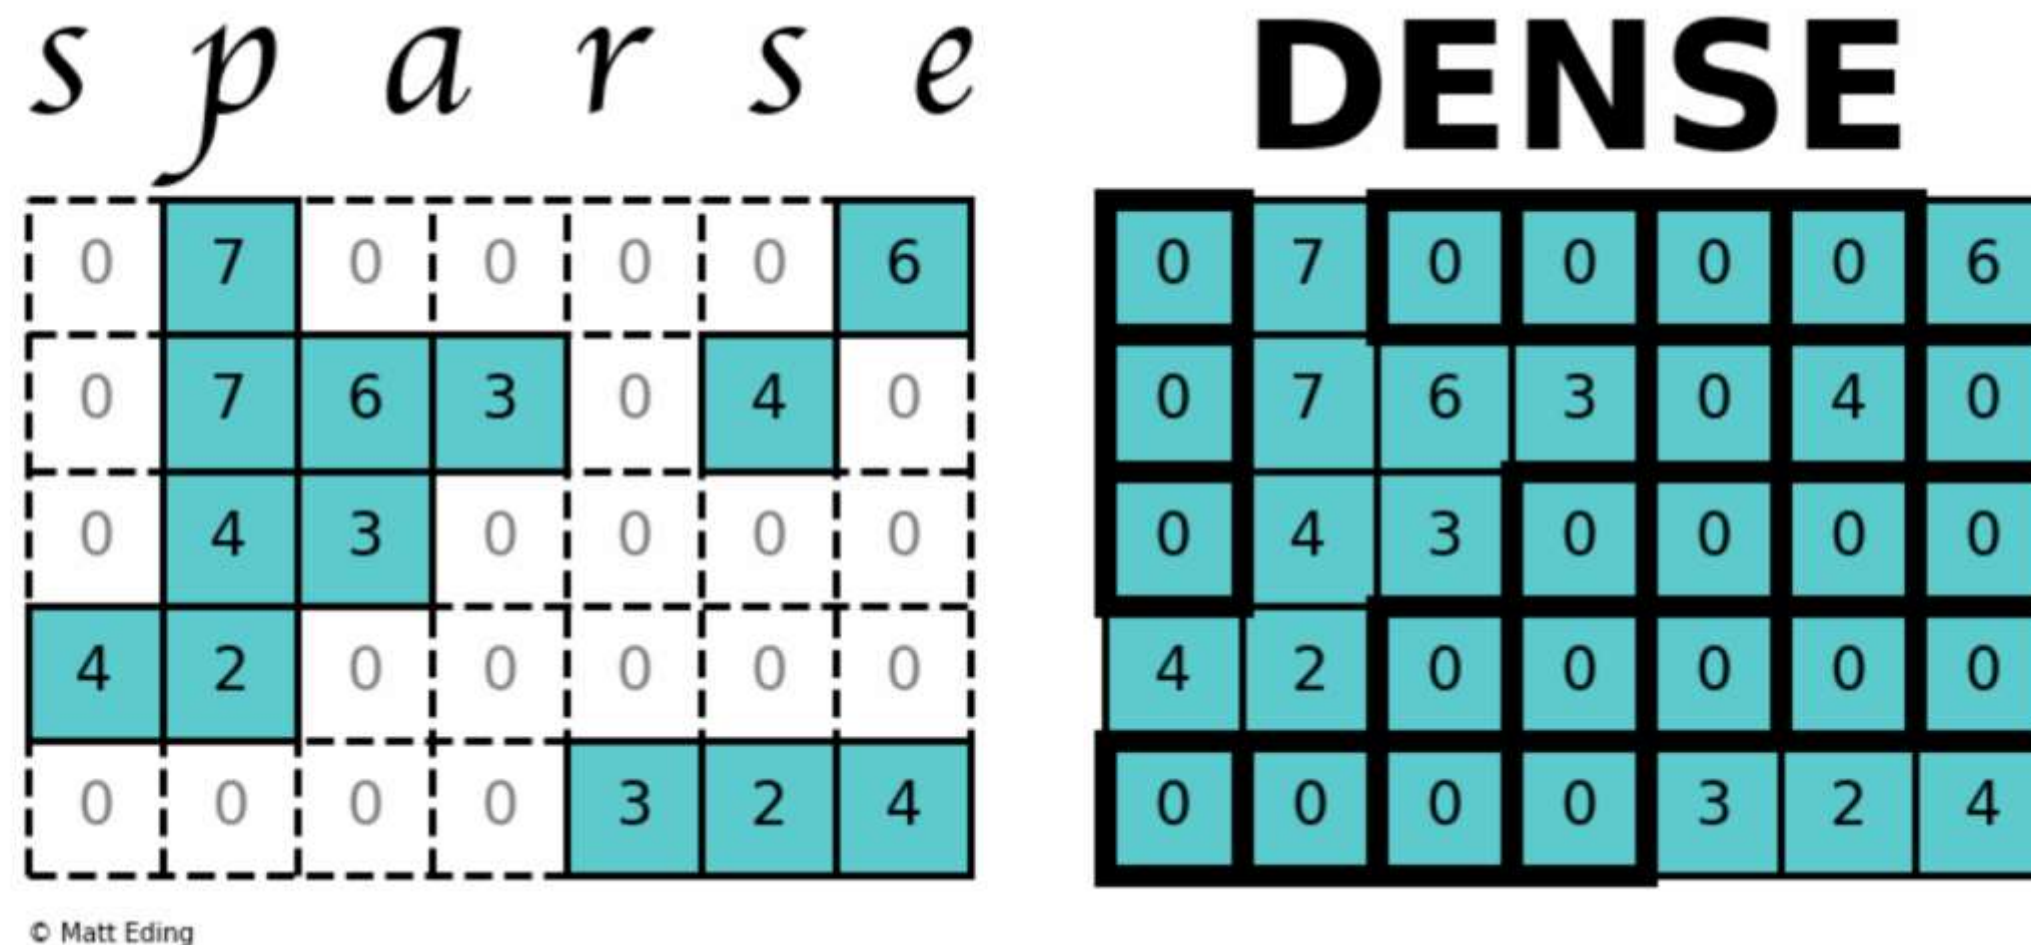 s p a r s e DENSE
0 7 0 0 0 0 6 0 7 0 0 0 0 6
0 7 6 3 0 4 0 0 7 6 3 0 4 0
0 4 3 0 0 0 0 0 4 3 0 0 0 0
4 2 0 0 0 0 0 4 2 0 0 0 0 0
0 0 0 0 3 2 4 0 0 0 0 3 2 4
© Matt Eding